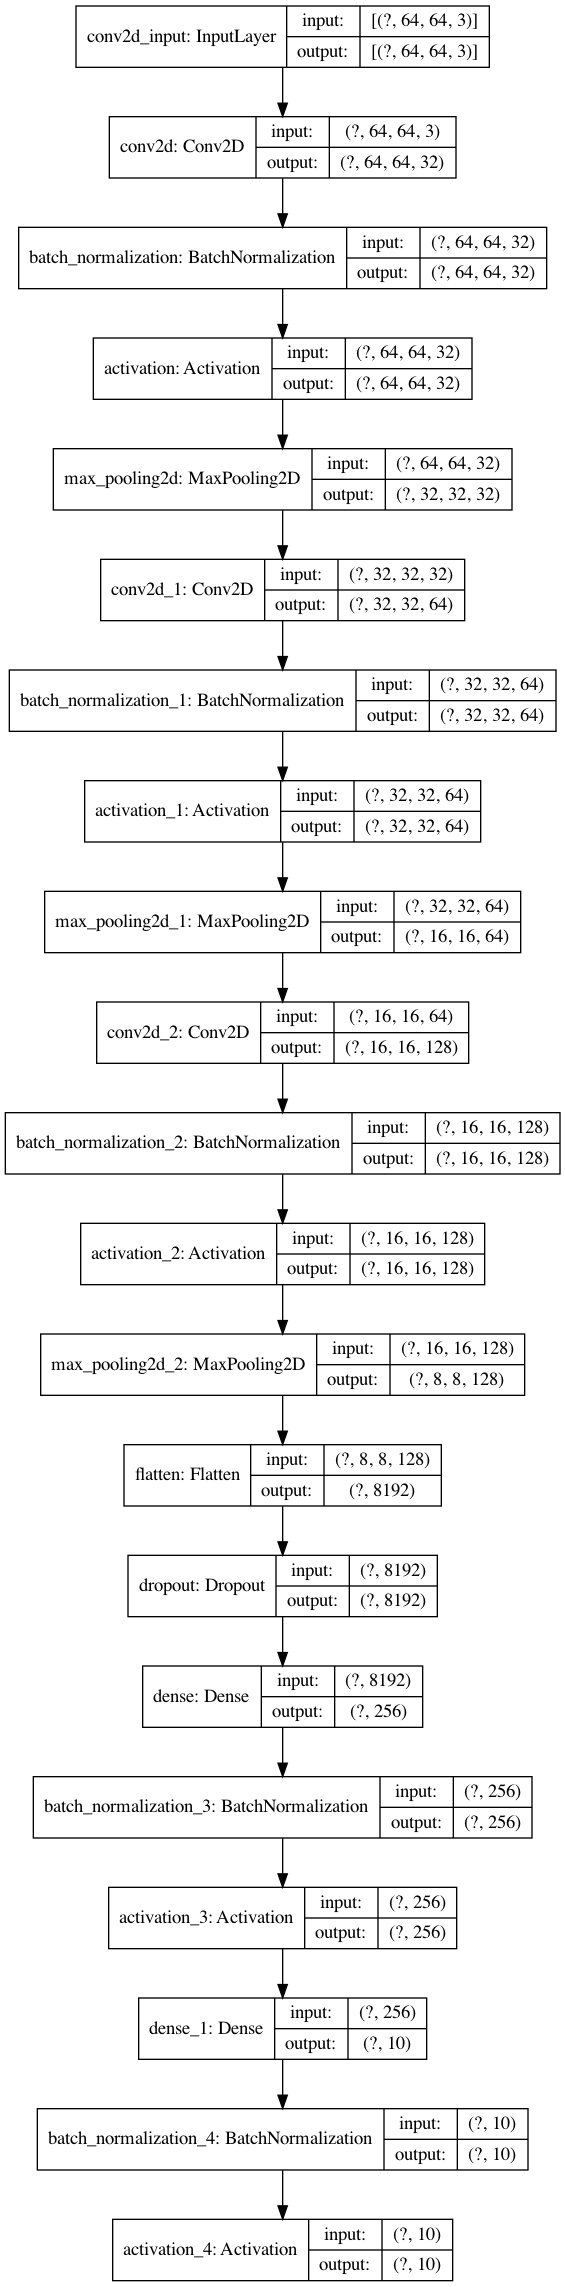 conv2d_input: InputLayer
input: [(?, 64, 64, 3)]
output: [(?, 64, 64, 3)]
conv2d: Conv2D
input: (?, 64, 64, 3)
output: (?, 64, 64, 32)
batch_normalization: BatchNormalization
input: (?, 64, 64, 32)
output: (?, 64, 64, 32)
activation: Activation
input: (?, 64, 64, 32)
output: (?, 64, 64, 32)
max_pooling2d: MaxPooling2D
input: (?, 64, 64, 32)
output: (?, 32, 32, 32)
conv2d_1: Conv2D
input: (?, 32, 32, 32)
output: (?, 32, 32, 64)
batch_normalization_1: BatchNormalization
input: (?, 32, 32, 64)
output: (?, 32, 32, 64)
activation_1: Activation
input: (?, 32, 32, 64)
output: (?, 32, 32, 64)
max_pooling2d_1: MaxPooling2D
input: (?, 32, 32, 64)
output: (?, 16, 16, 64)
conv2d_2: Conv2D
input: (?, 16, 16, 64)
output: (?, 16, 16, 128)
batch_normalization_2: BatchNormalization
input: (?, 16, 16, 128)
output: (?, 16, 16, 128)
activation_2: Activation
input: (?, 16, 16, 128)
output: (?, 16, 16, 128)
max_pooling2d_2: MaxPooling2D
input: (?, 16, 16, 128)
output: (?, 8, 8, 128)
flatten: Flatten
input: (?, 8, 8, 128)
output: (?, 8192)
dropout: Dropout
input: (?, 8192)
output: (?, 8192)
dense: Dense
input: (?, 8192)
output: (?, 256)
batch_normalization_3: BatchNormalization
input: (?, 256)
output: (?, 256)
activation_3: Activation
input: (?, 256)
output: (?, 256)
dense_1: Dense
input: (?, 256)
output: (?, 10)
batch_normalization_4: BatchNormalization
input: (?, 10)
output: (?, 10)
activation_4: Activation
input: (?, 10)
output: (?, 10)